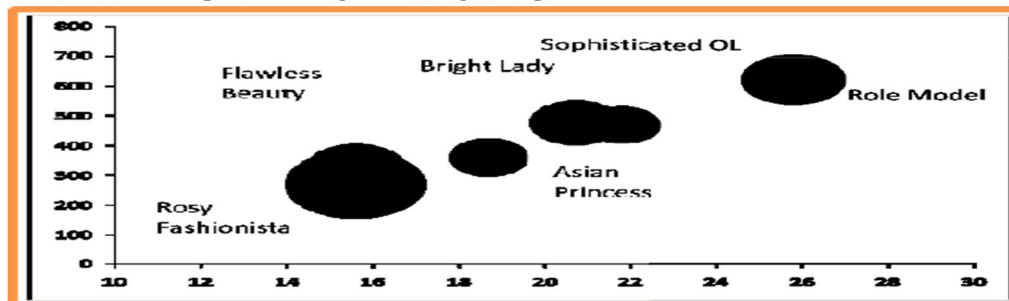 800
700
600
500
400
300
200
100
0
Sophisticated OL
Bright Lady
Flawless
Beauty
Role Model
Asian
Princess
Rosy
Fashionista
10 12 14 16 18 20 22 24 26 28 30